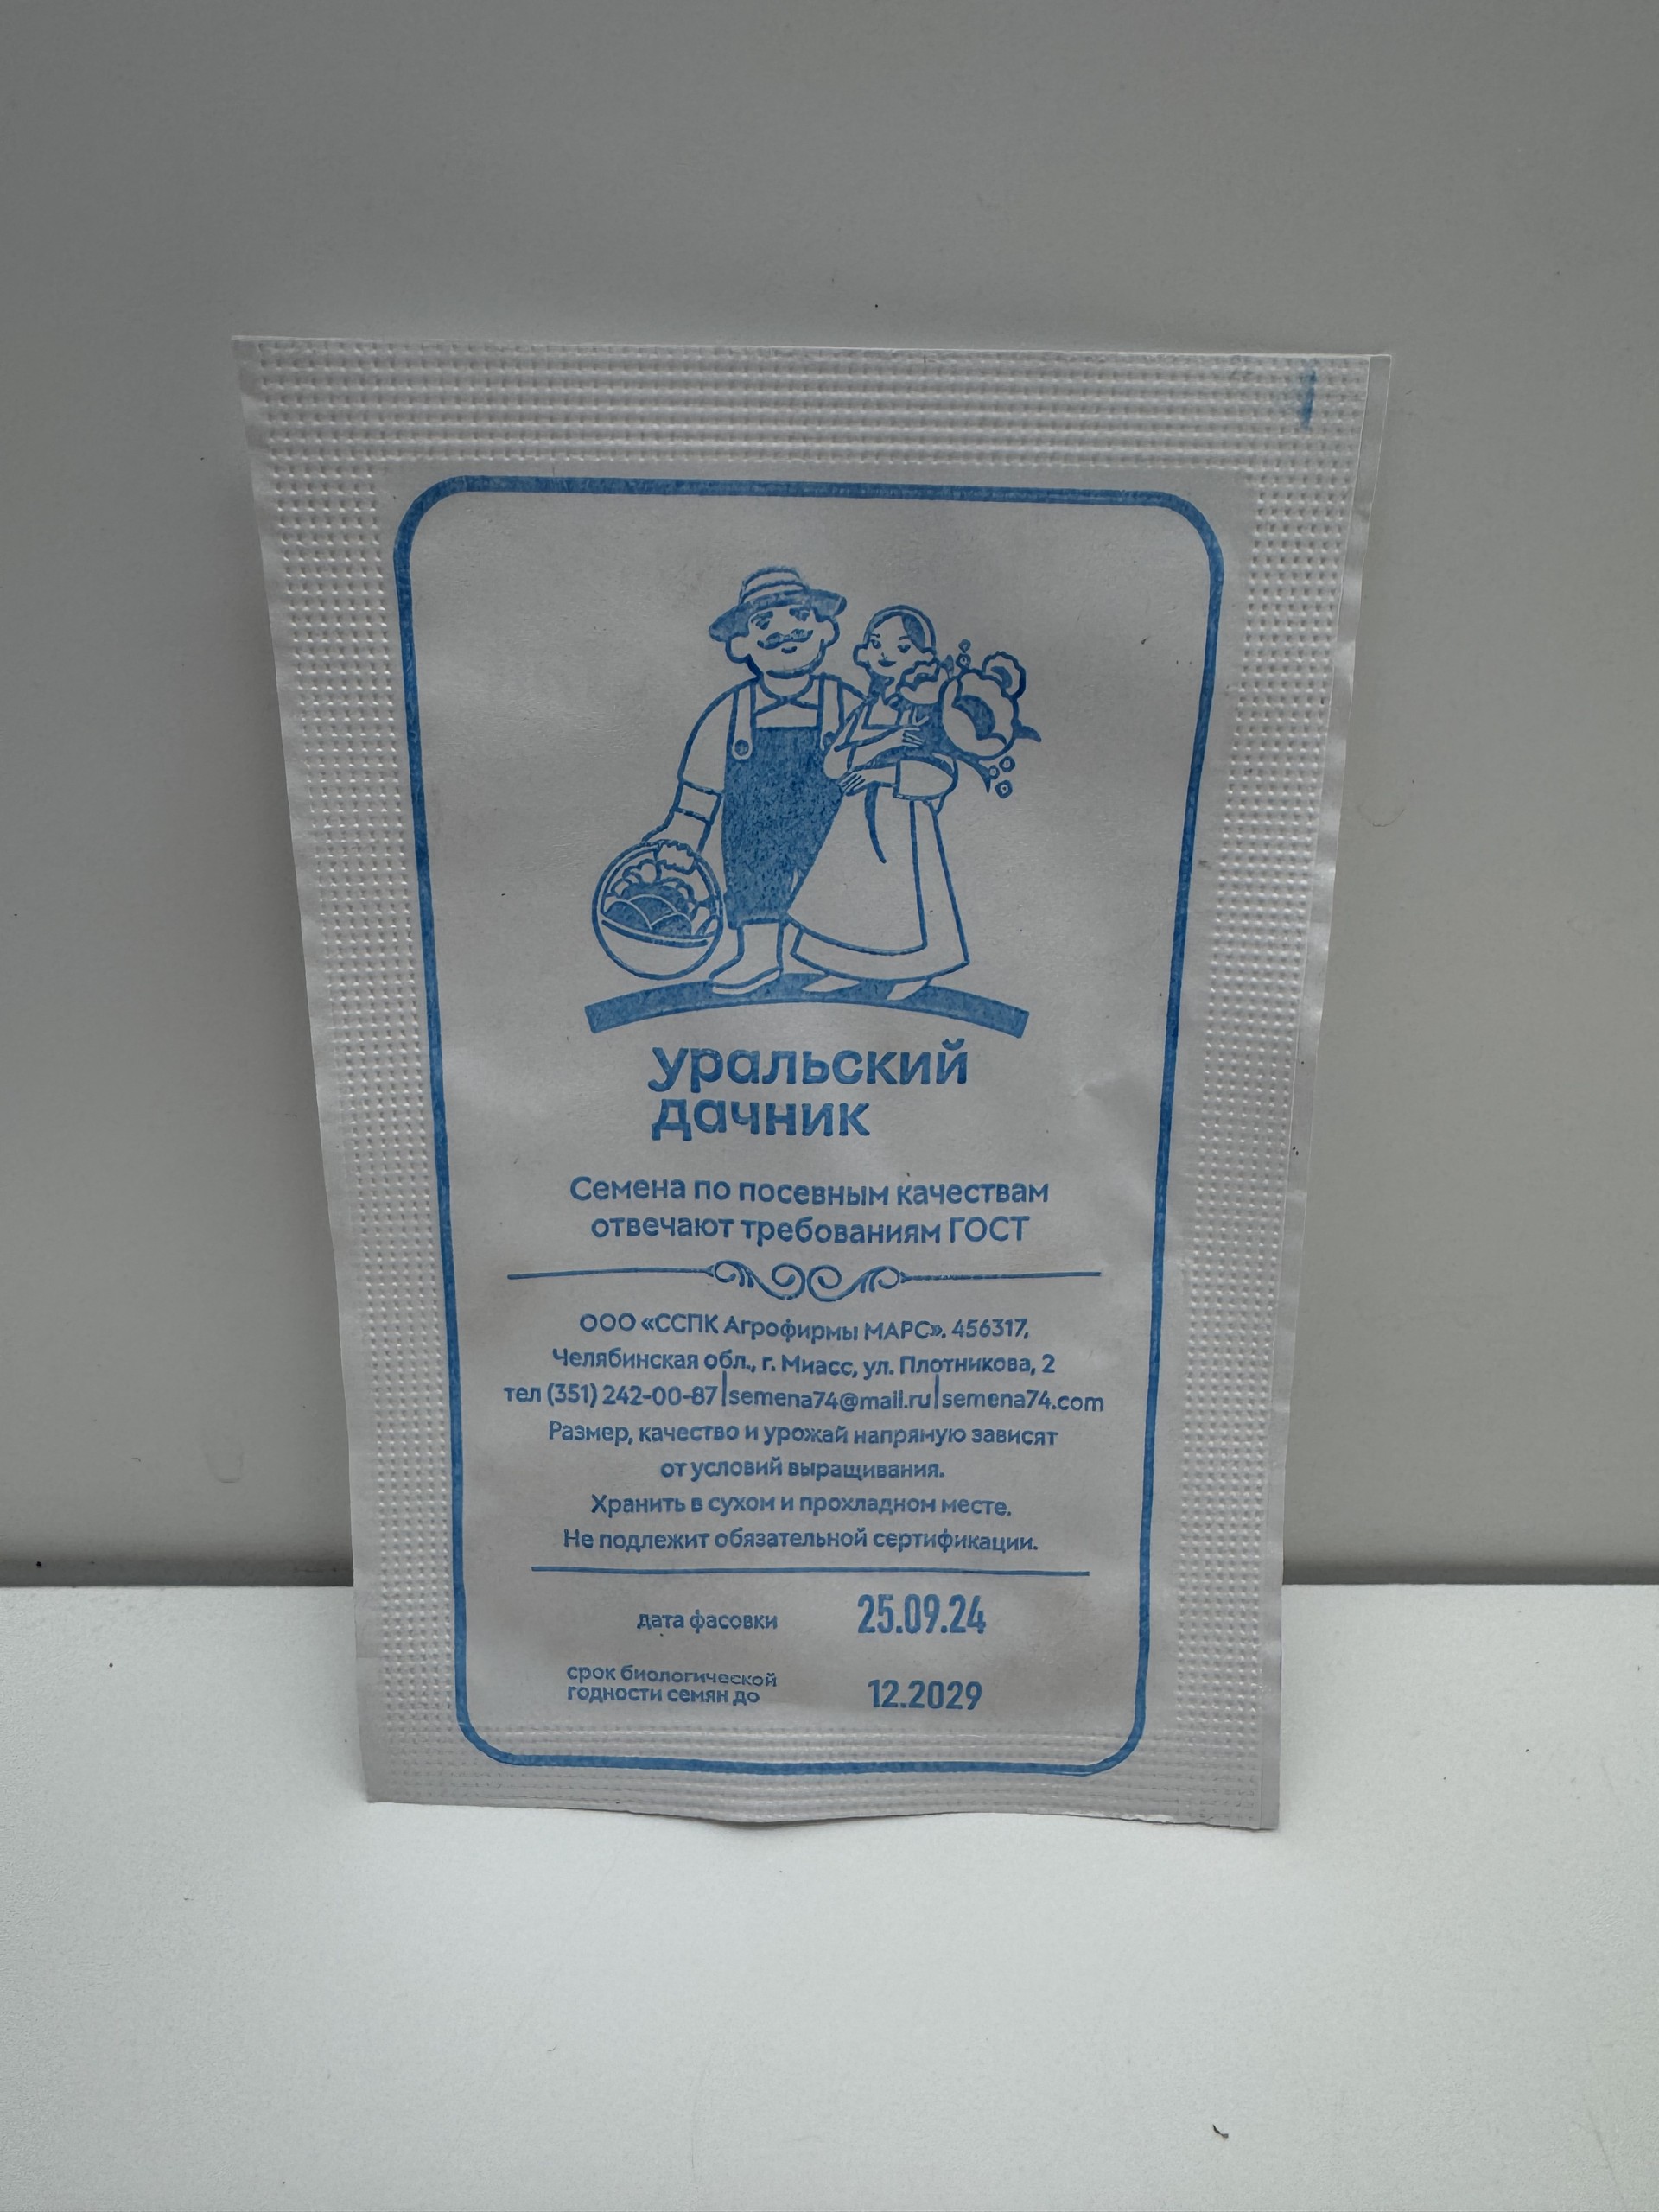 уральский
дачник
Семена по посевным качествам
отвечают требованиям ГОСТ
ООО «ССПК Агрофирмы МАРС». 456317,
Челябинская обл., г. Миасс, ул. Плотникова, 2
тел (351) 242-00-87|semena74@mail.ru|semena74.com
Размер, качество и урожай напрямую зависят
от условий выращивания.
Хранить в сухом и прохладном месте.
Не подлежит обязательной сертификации.
дата фасовки 25.09.24
срок биологической
годности семян до 12.2029